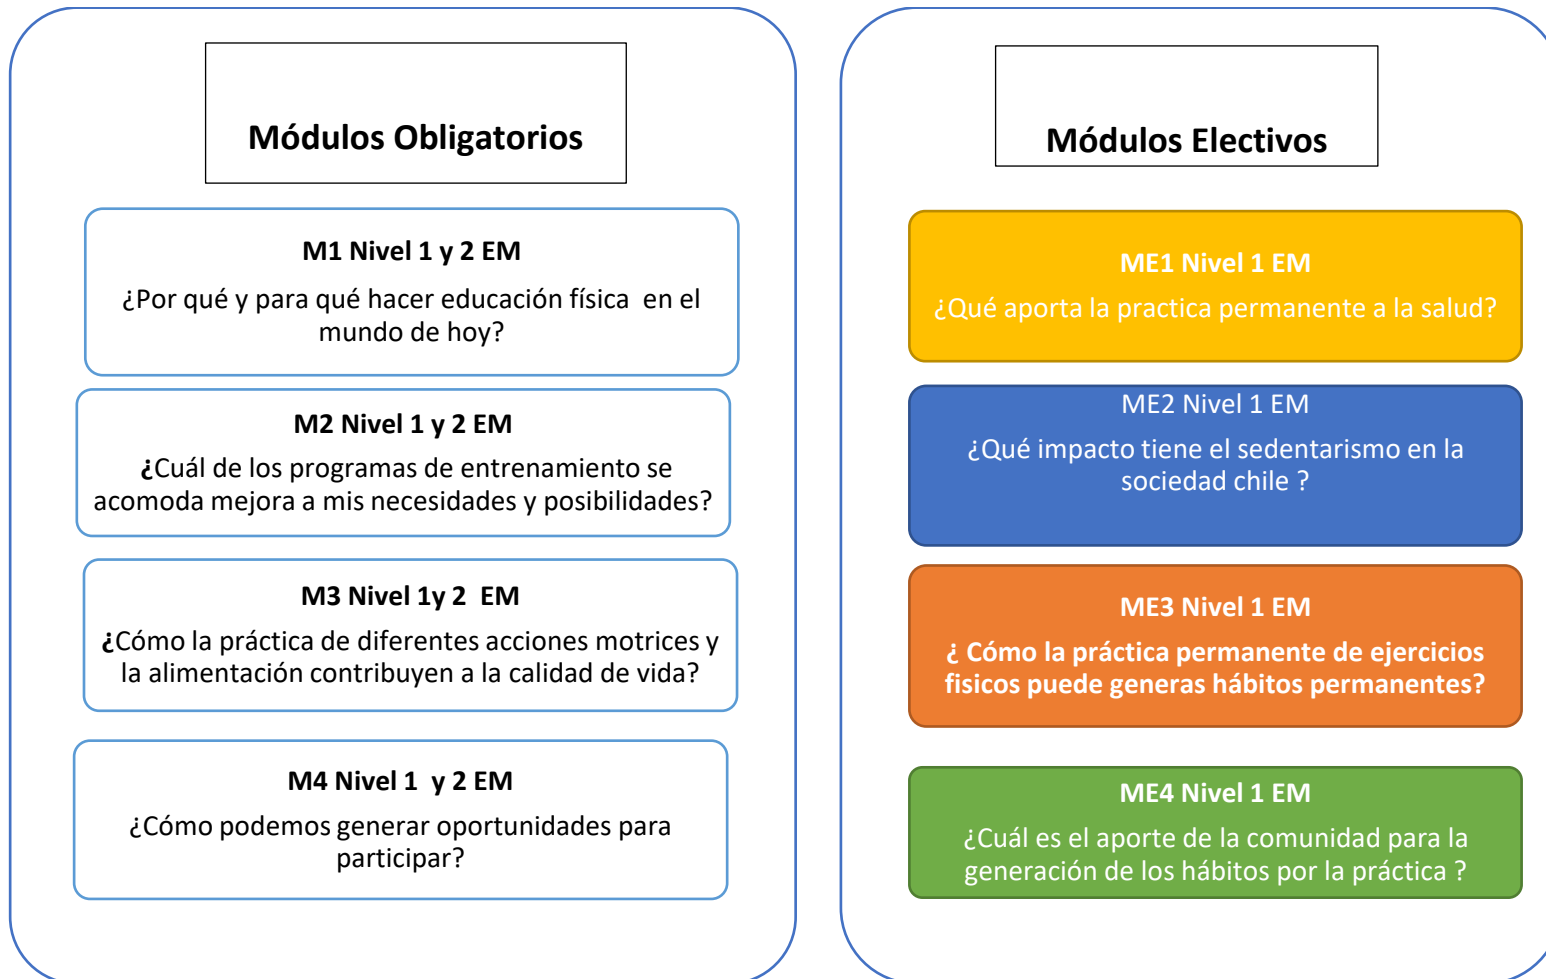 Módulos Obligatorios
M1 Nivel 1 y 2 EM
¿Por qué y para qué hacer educación física en el
mundo de hoy?
M2 Nivel 1 y 2 EM
¿Cuál de los programas de entrenamiento se
acomoda mejora a mis necesidades y posibilidades?
M3 Nivel 1y 2 EM
¿Cómo la práctica de diferentes acciones motrices y
la alimentación contribuyen a la calidad de vida?
M4 Nivel 1 y 2 EM
¿Cómo podemos generar oportunidades para
participar?
Módulos Electivos
ME1 Nivel 1 EM
¿Qué aporta la practica permanente a la salud?
ME2 Nivel 1 EM
¿Qué impacto tiene el sedentarismo en la
sociedad chile ?
ME3 Nivel 1 EM
¿ Cómo la práctica permanente de ejercicios
fisicos puede generas hábitos permanentes?
ME4 Nivel 1 EM
¿Cuál es el aporte de la comunidad para la
generación de los hábitos por la práctica ?